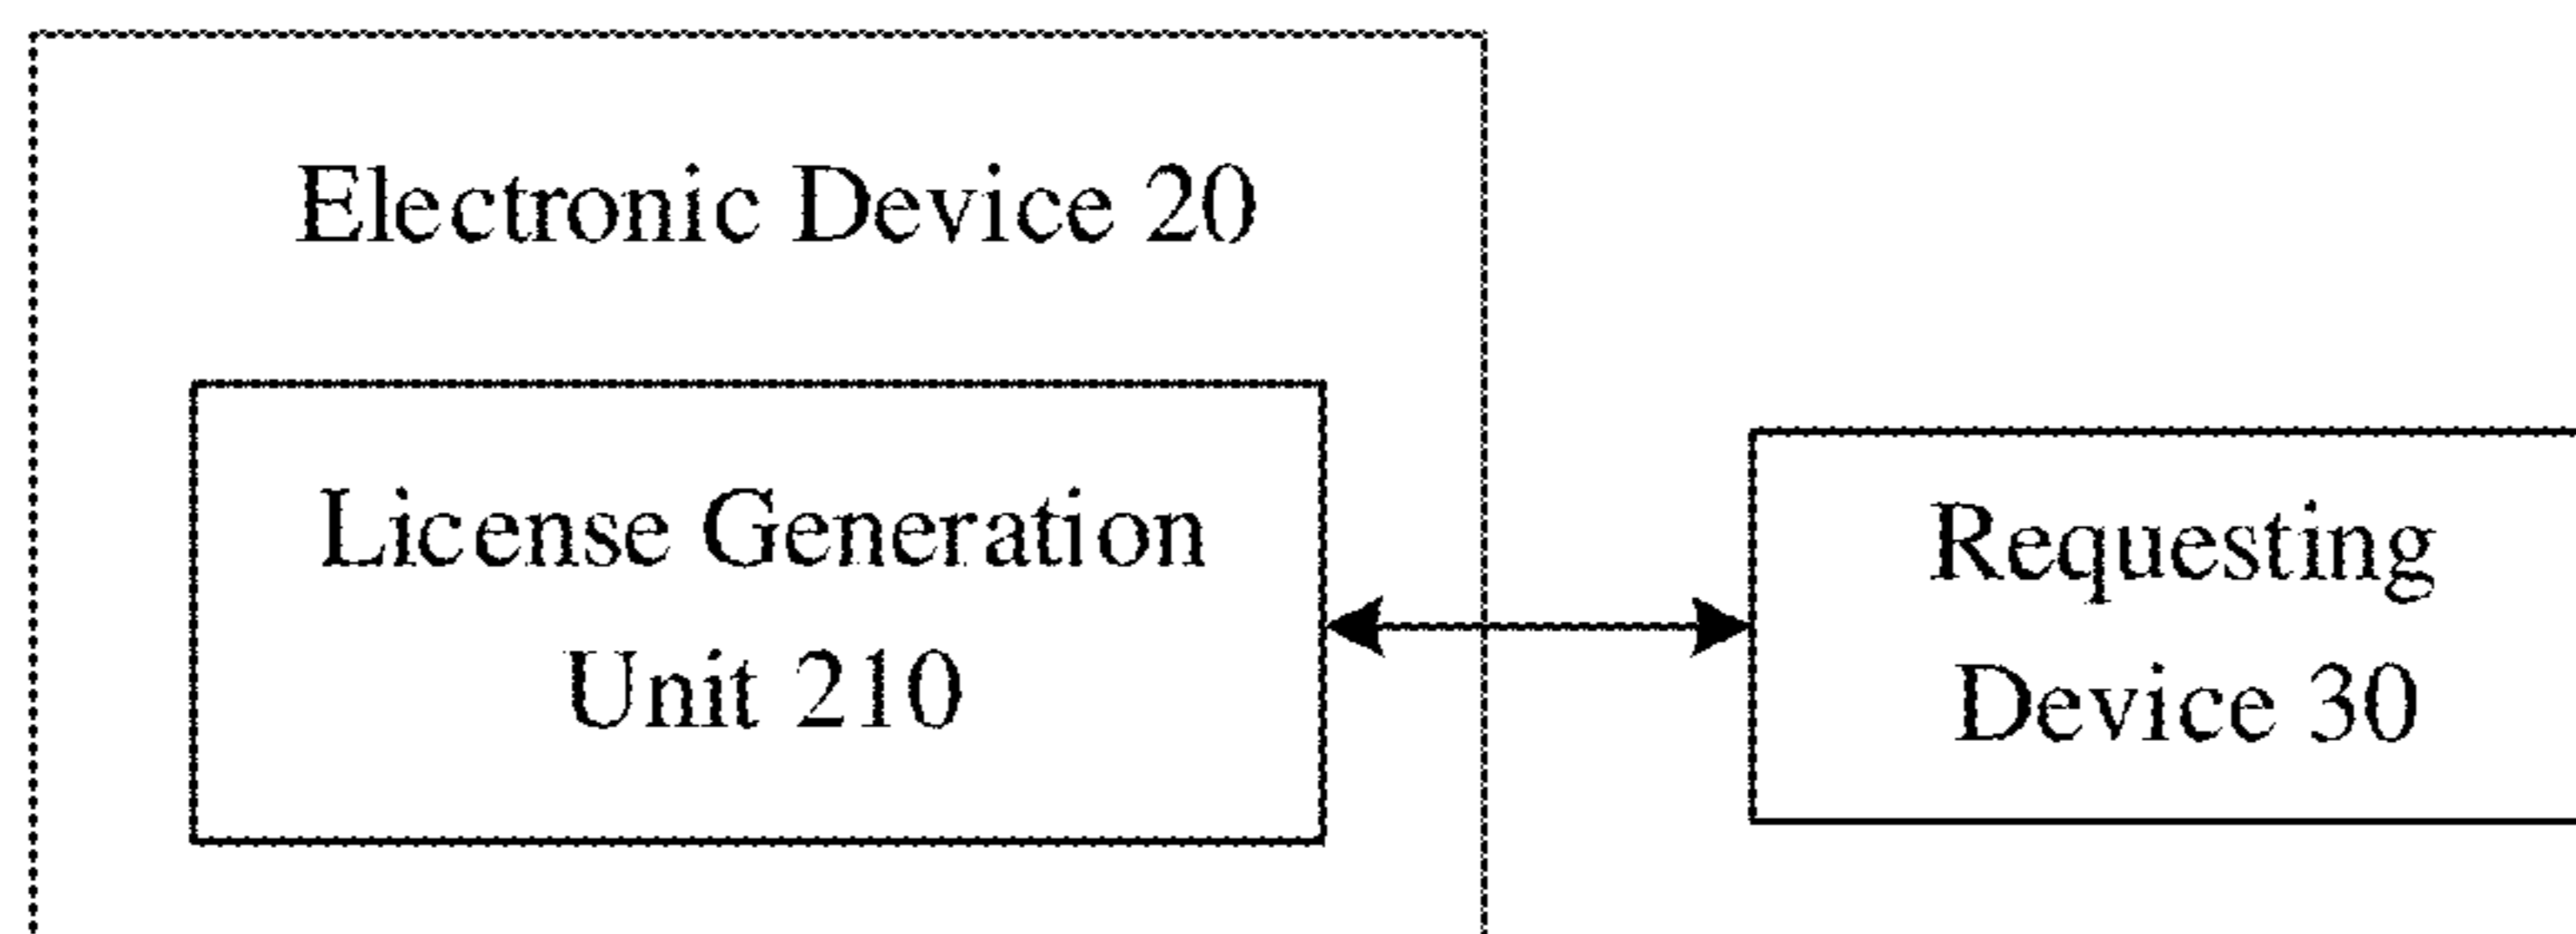 Electronic Device 20
License Generation
Unit 210
Requesting
Device 30